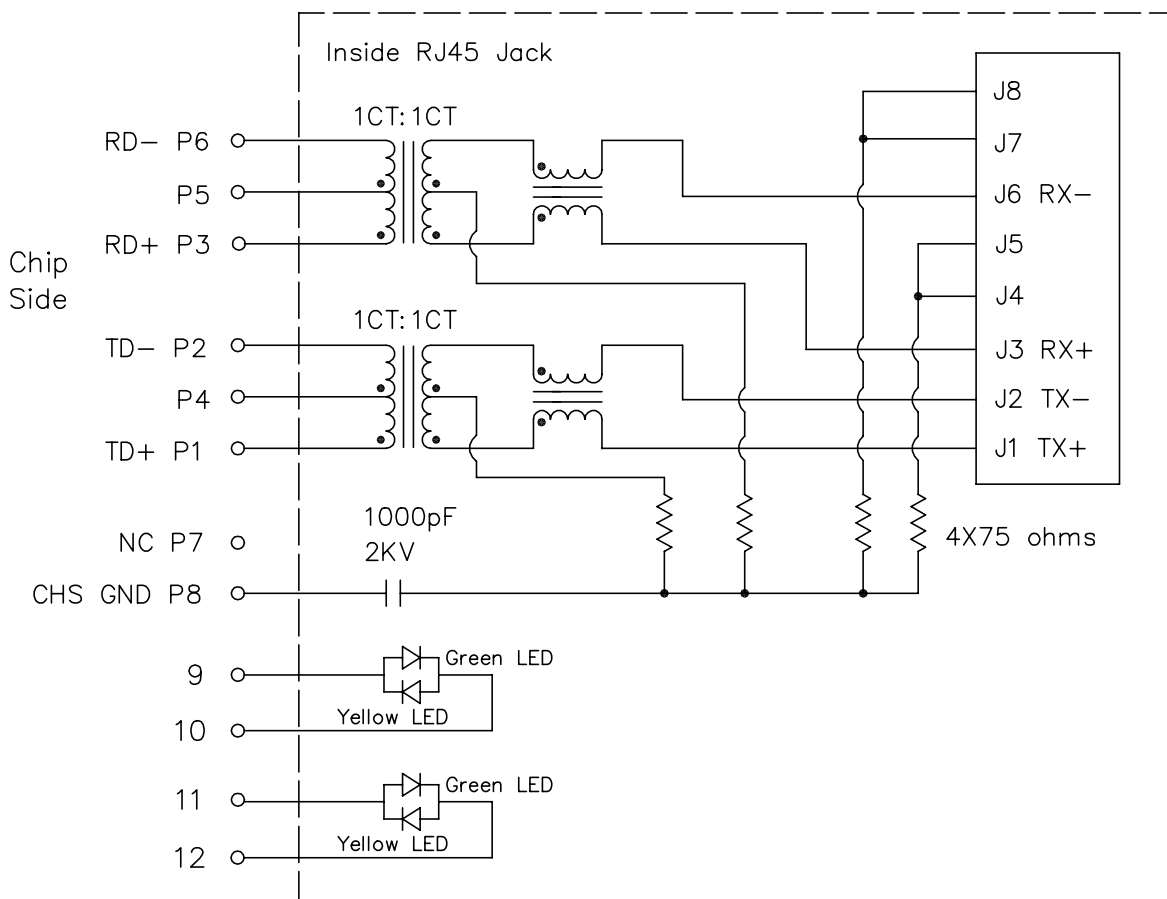 Inside RJ45 Jack
1CT:1CT
RD- P6
P5
RD+ P3
Chip
Side
1CT:1CT
TD- P2
P4
TD+ P1
1000pF
2KV
NC P7
CHS GND P8
J8
J7
J6 RX-
J5
J4
J3 RX+
J2 TX-
J1 TX+
4X75 ohms
9
Green LED
Yellow LED
10
11
Green LED
Yellow LED
12